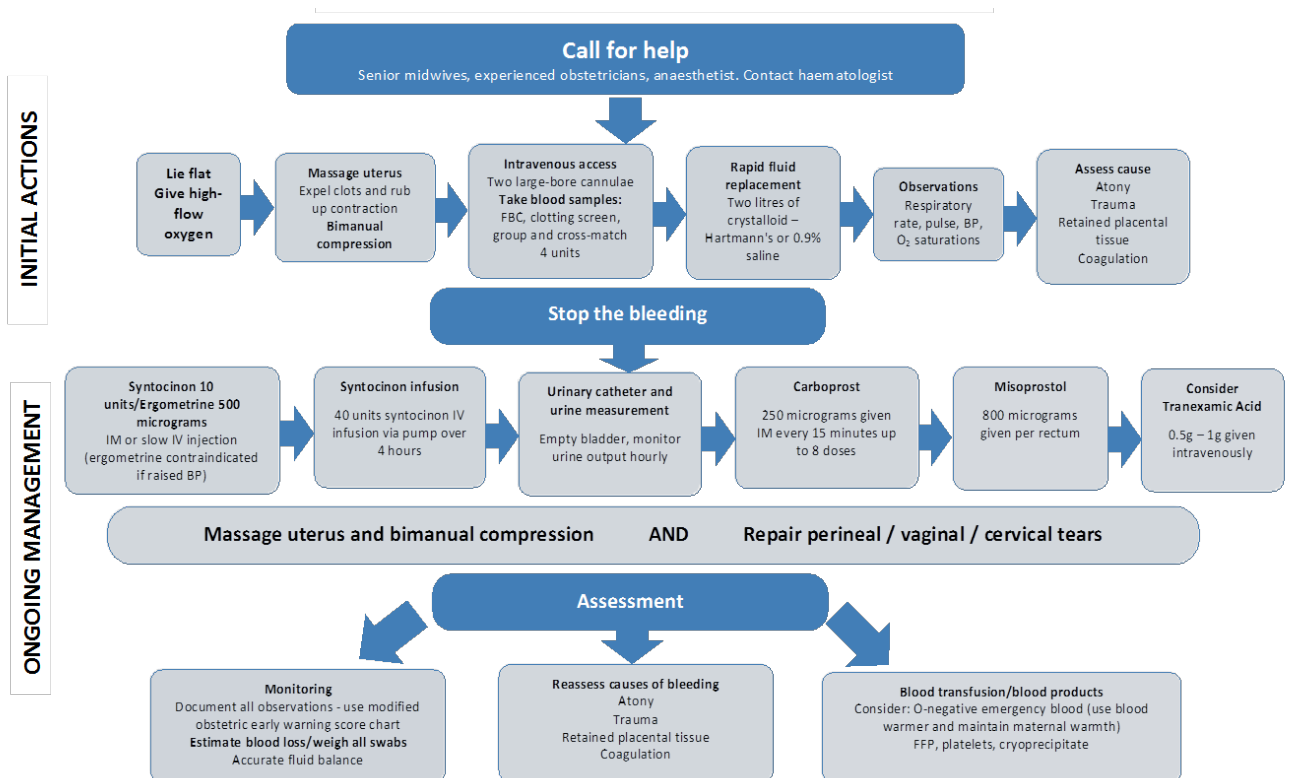 Call for help
Senior midwives, experienced obstetricians, anaesthetist. Contact haematologist
INITIAL ACTIONS
Lie flat
Give high-
flow
oxygen
Massage uterus
Expel clots and rub
up contraction
Bimanual
compression
Intravenous access
Two large-bore cannulae
Take blood samples:
FBC, clotting screen,
group and cross-match
4 units
Rapid fluid
replacement
Two litres of
crystalloid –
Hartmann's or 0.9%
saline
Observations
Respiratory
rate, pulse, BP,
O₂ saturations
Assess cause
Atony
Trauma
Retained placental
tissue
Coagulation
Stop the bleeding
ONGOING MANAGEMENT
Syntocinon 10
units/Ergometrine 500
micrograms
IM or slow IV injection
(ergometrine contraindicated
if raised BP)
Syntocinon infusion
40 units syntocinon IV
infusion via pump over
4 hours
Urinary catheter and
urine measurement
Empty bladder, monitor
urine output hourly
Carboprost
250 micrograms given
IM every 15 minutes up
to 8 doses
Misoprostol
800 micrograms
given per rectum
Consider
Tranexamic Acid
0.5g – 1g given
intravenously
Massage uterus and bimanual compression AND Repair perineal / vaginal / cervical tears
Assessment
Monitoring
Document all observations - use modified
obstetric early warning score chart
Estimate blood loss/weigh all swabs
Accurate fluid balance
Reassess causes of bleeding
Atony
Trauma
Retained placental tissue
Coagulation
Blood transfusion/blood products
Consider: O-negative emergency blood (use blood
warmer and maintain maternal warmth)
FFP, platelets, cryoprecipitate